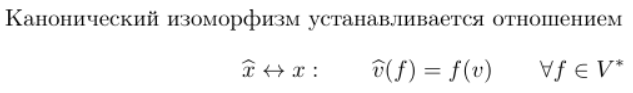 Канонический изоморфизм устанавливается отношением
x̂ ↔ x : v̂(f) = f(v) ∀f ∈ V*